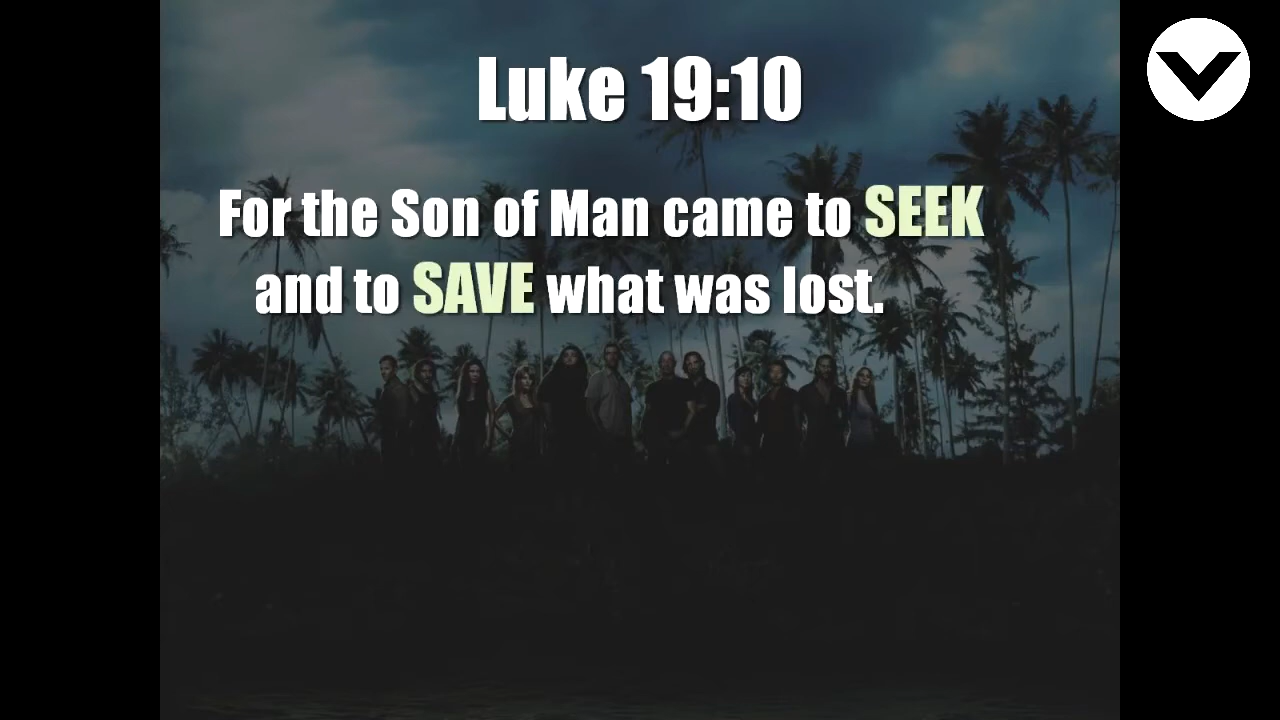 Luke 19:10
For the Son of Man came to SEEK
and to SAVE what was lost.